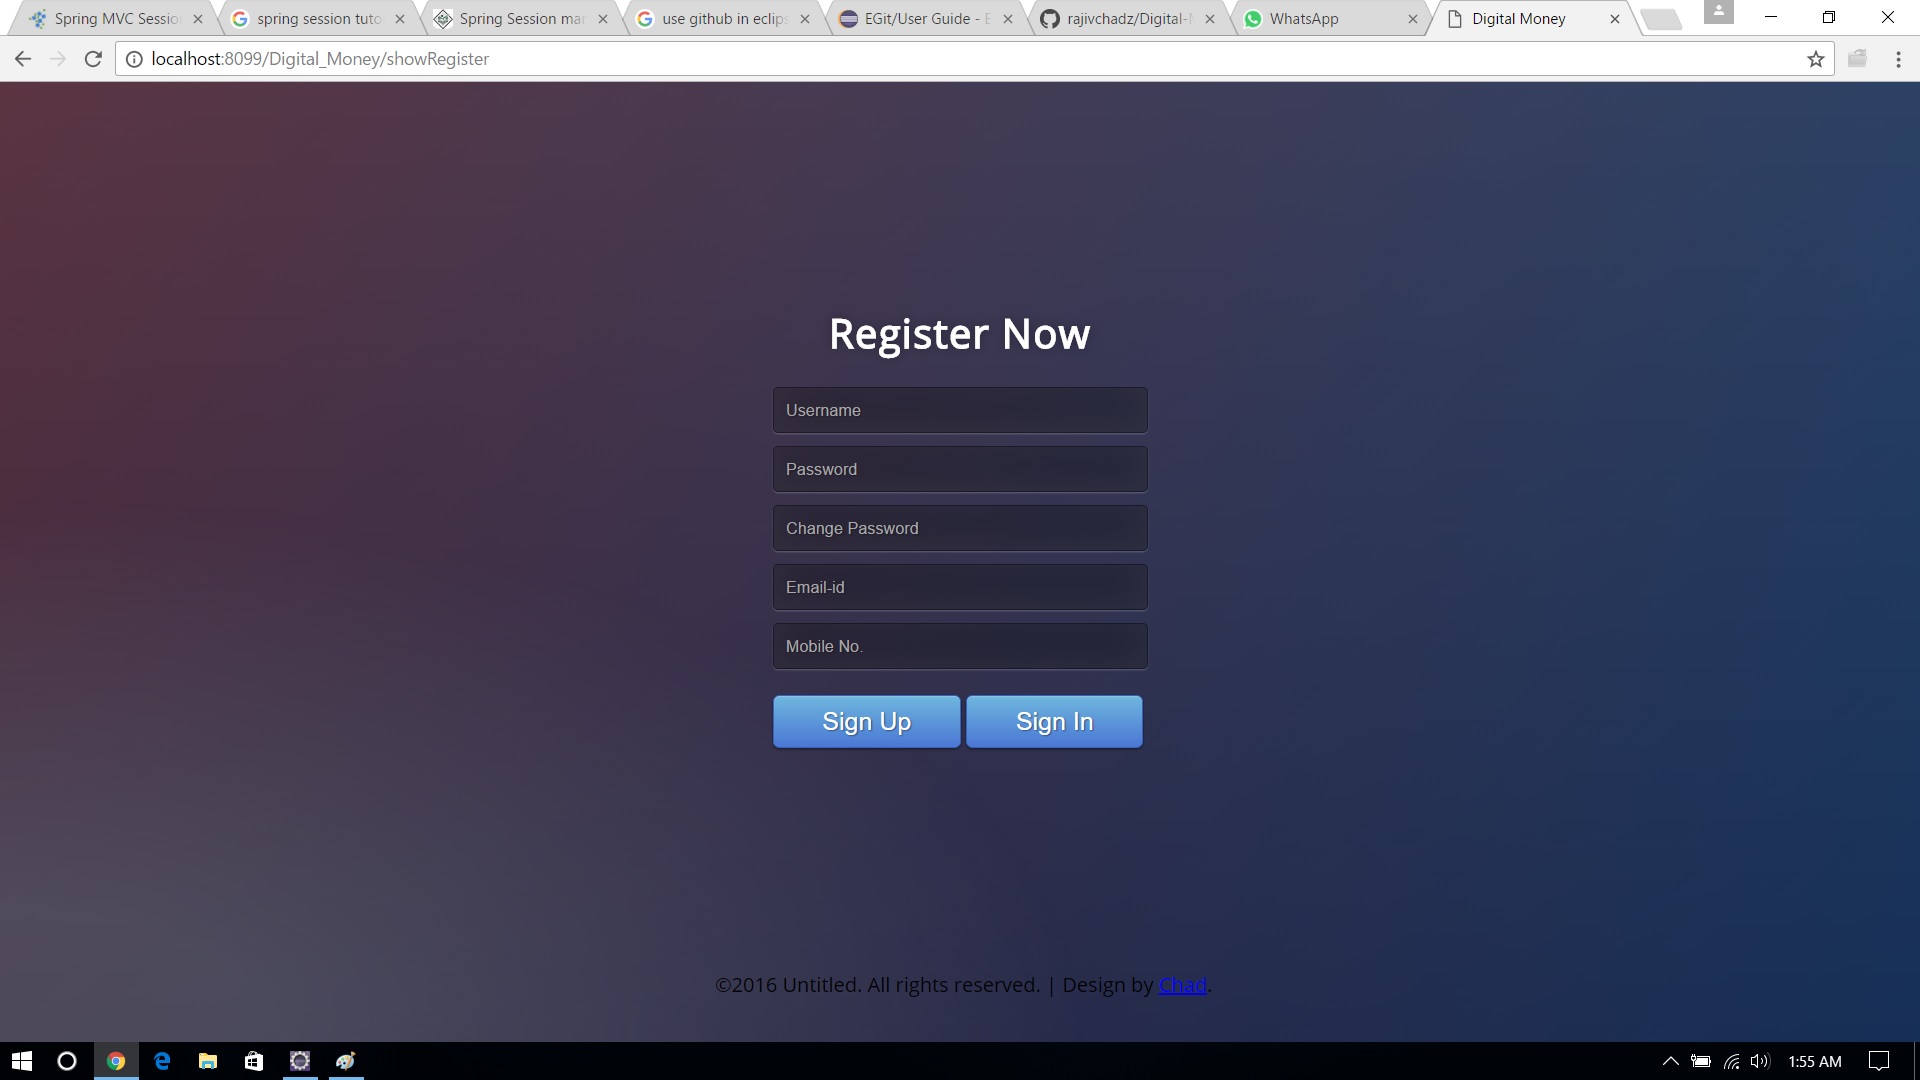 Spring MVC Sessio
spring session tuto
Spring Session ma
use github in eclips
EGit/User Guide - E
rajivchadz/Digital-M
WhatsApp
Digital Money
localhost:8099/Digital_Money/showRegister
Register Now
Username
Password
Change Password
Email-id
Mobile No.
Sign Up Sign In
©2016 Untitled. All rights reserved. | Design by Chad.
1:55 AM